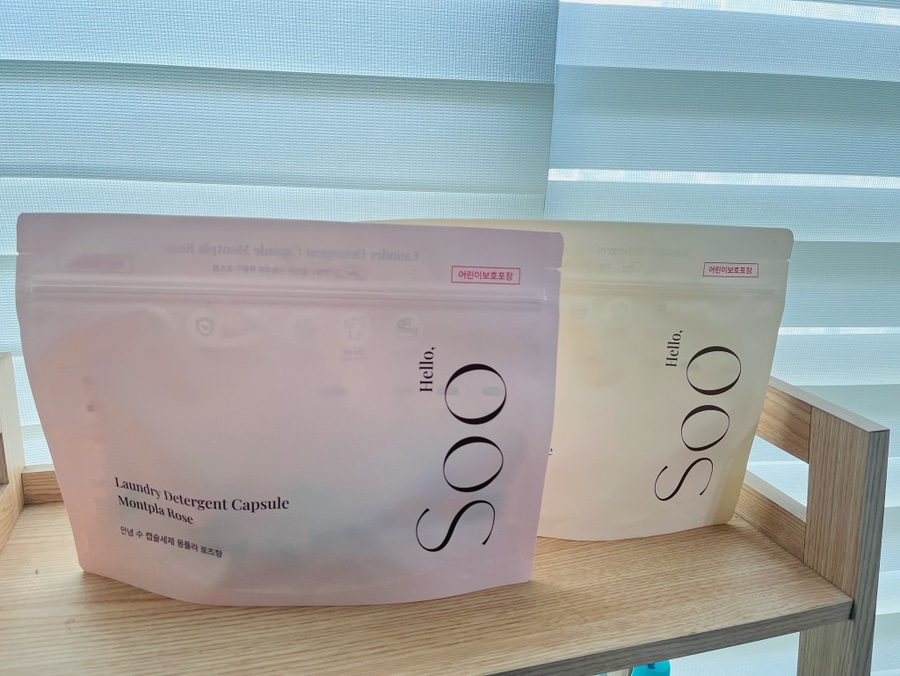 어린이보호포장
Hello,
SOO
Laundry Detergent Capsule
Montpla Rose
안녕 수 캡슐세제 몽플라 로즈향
어린이보호포장
Hello,
SOO